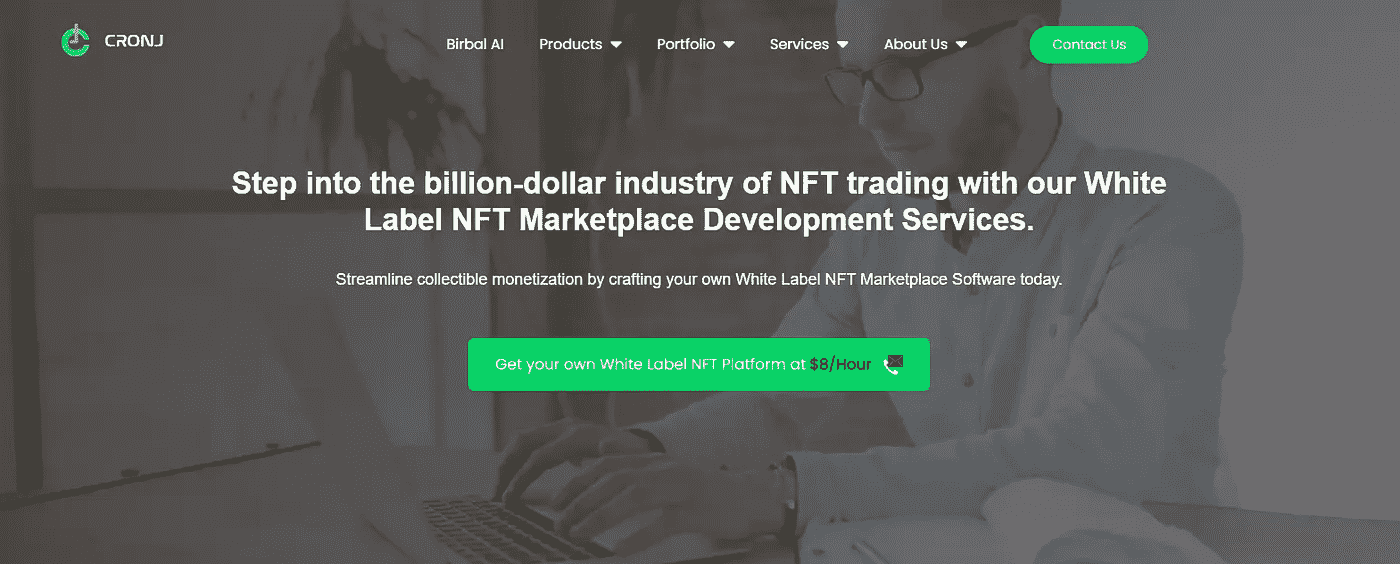 CRONJ
Birbal AI
Products
Portfolio
Services
About Us
Contact Us
Step into the billion-dollar industry of NFT trading with our White
Label NFT Marketplace Development Services.
Streamline collectible monetization by crafting your own White Label NFT Marketplace Software today.
Get your own White Label NFT Platform at $8/Hour